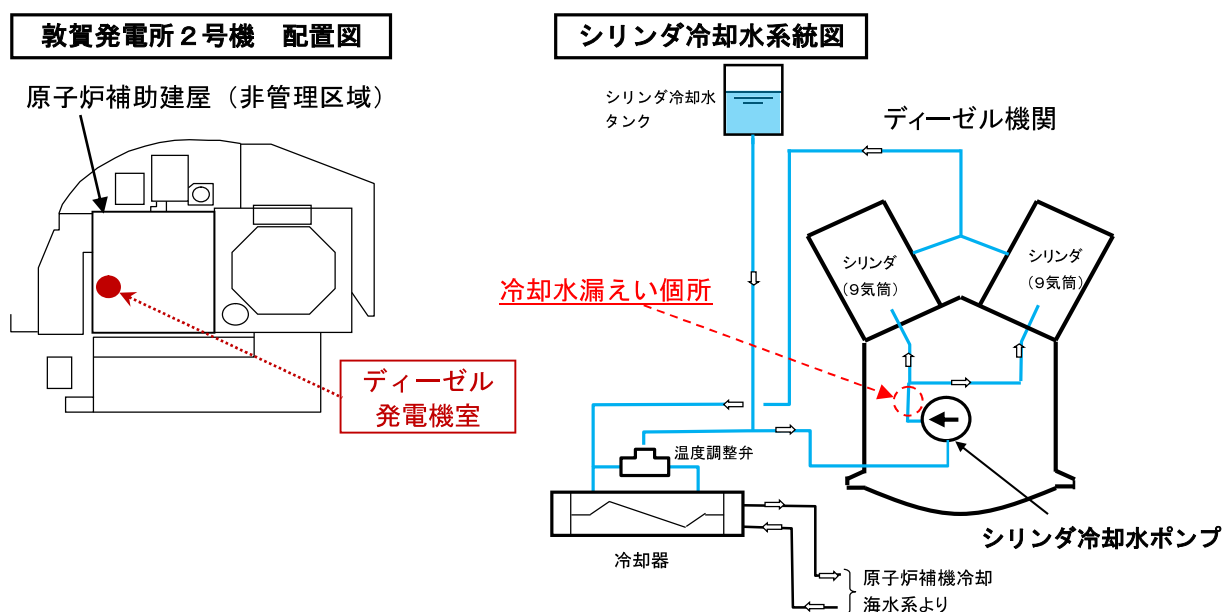 敦賀発電所２号機　配置図
原子炉補助建屋（非管理区域）
ディーゼル
発電機室
シリンダ冷却水系統図
シリンダ冷却水
タンク
ディーゼル機関
シリンダ
（9気筒）
シリンダ
（9気筒）
冷却水漏えい個所
温度調整弁
冷却器
シリンダ冷却水ポンプ
原子炉補機冷却
海水系より